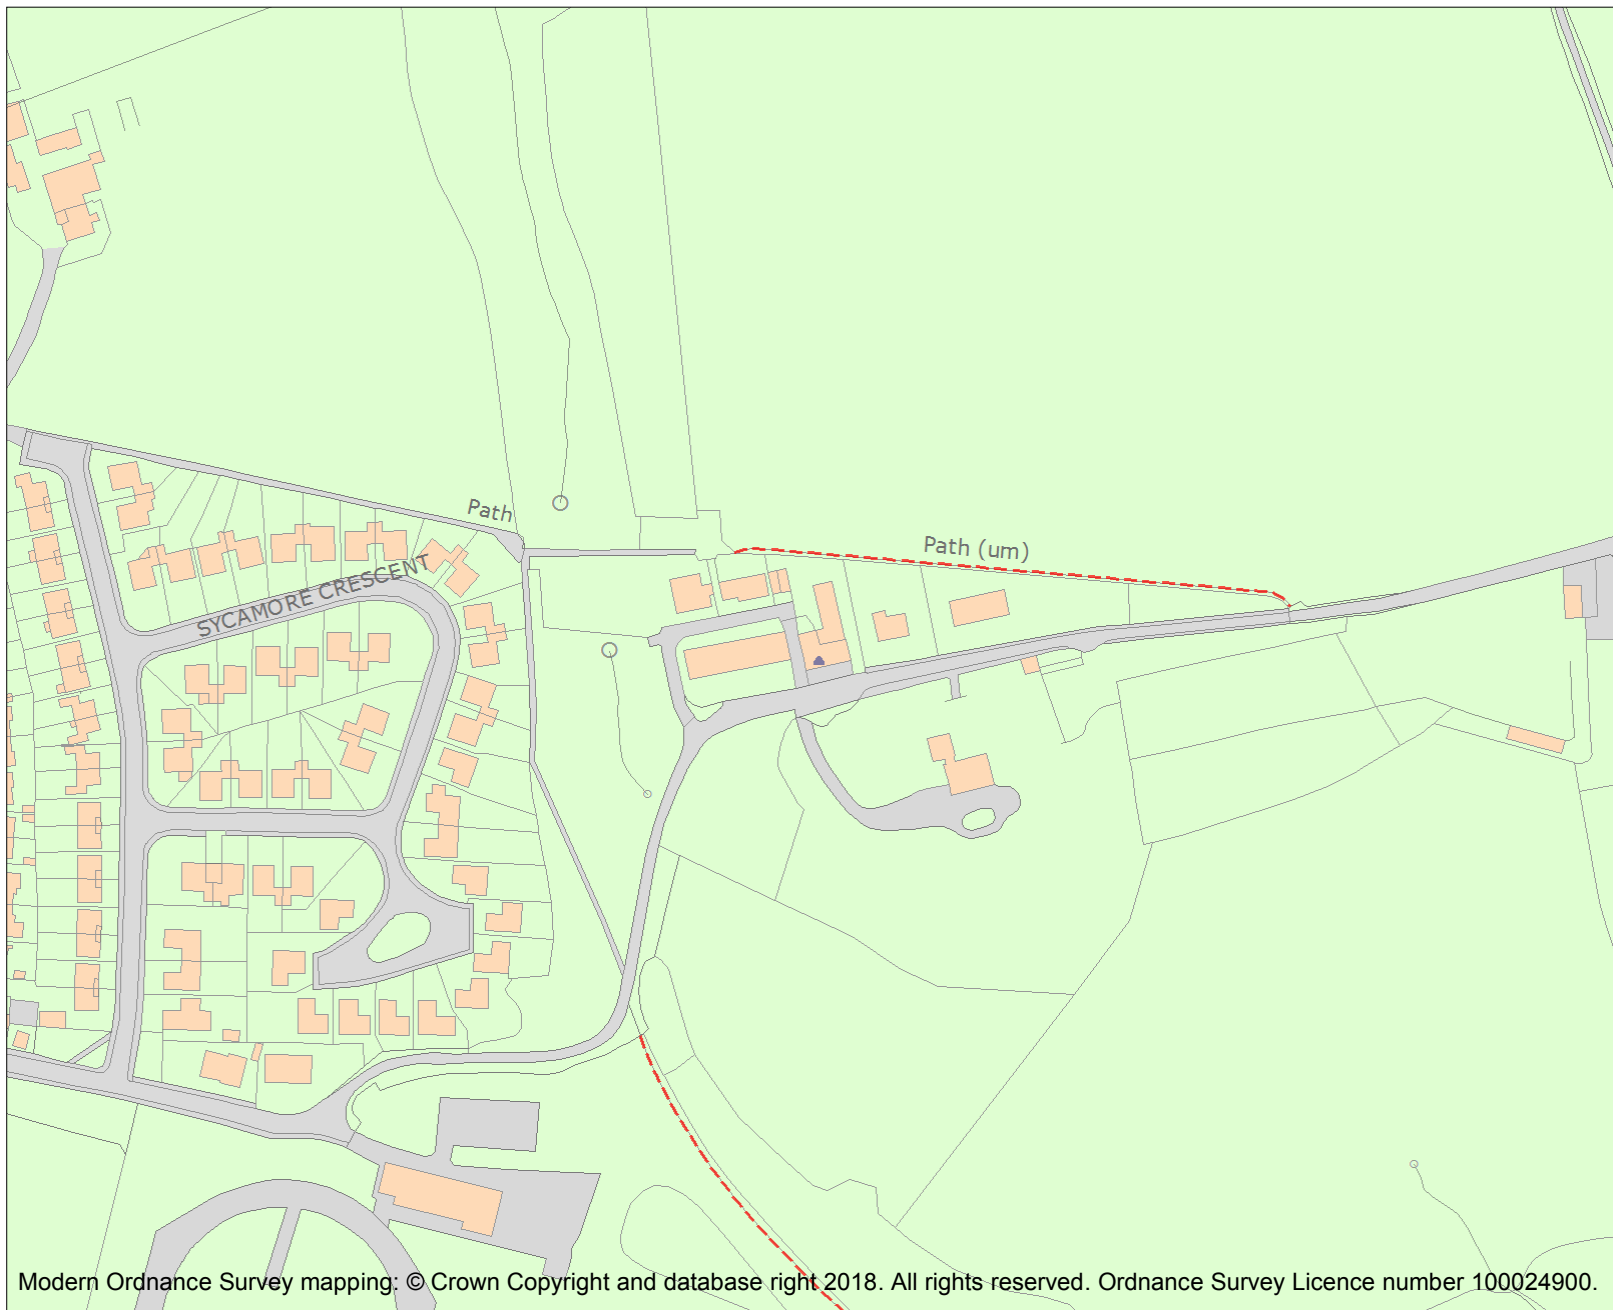 Path
Path (um)
SYCAMORE CRESCENT
Modern Ordnance Survey mapping: © Crown Copyright and database right 2018. All rights reserved. Ordnance Survey Licence number 100024900.